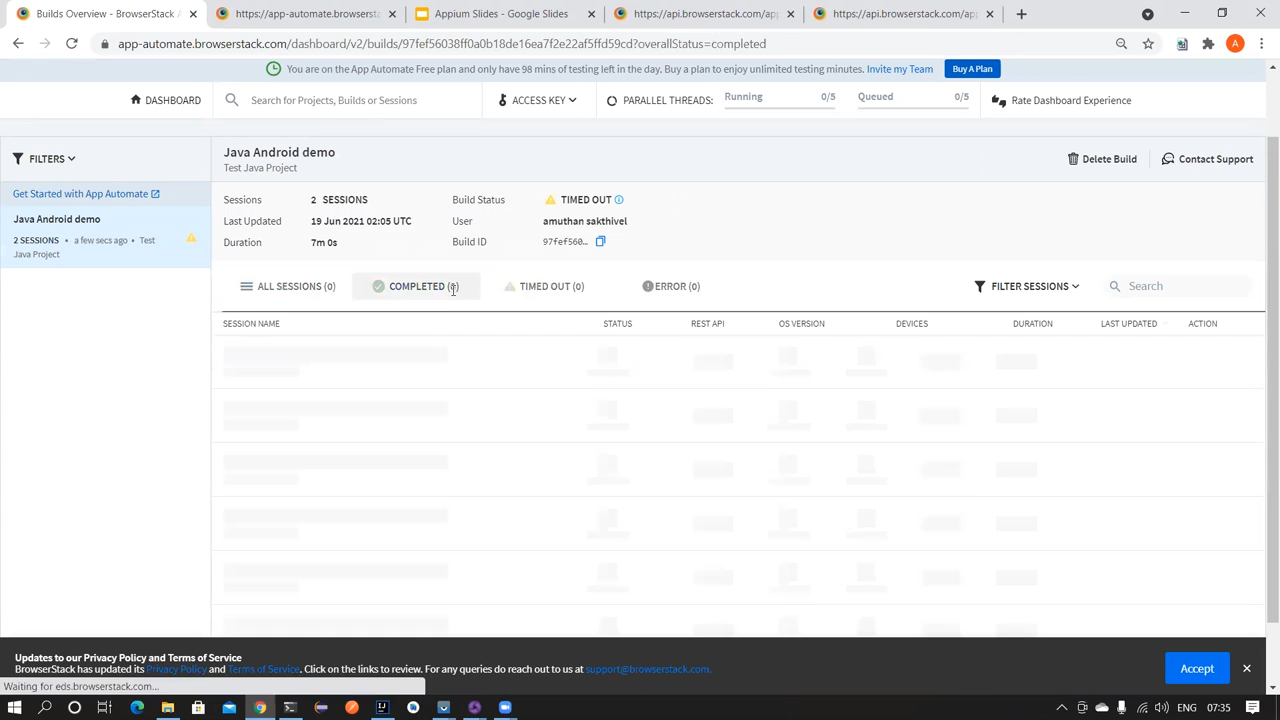 Builds Overview - BrowserStack A
https://app-automate.browserst
Appium Slides - Google Slides
https://api.browserstack.com/ap
https://api.browserstack.com/ap
app-automate.browserstack.com/dashboard/v2/builds/97fef56038ff0a0b18de16ea7f2e22af5ffd59cd?overallStatus=completed
A
You are on the App Automate Free plan and only have 98 mins of testing left in the day. Buy a plan to enjoy unlimited testing minutes. Invite my Team Buy A Plan
DASHBOARD
Search for Projects, Builds or Sessions
ACCESS KEY
PARALLEL THREADS:
Running 0/5
Queued 0/5
Rate Dashboard Experience
FILTERS
Get Started with App Automate
Java Android demo
2 SESSIONS • a few secs ago • Test
Java Project
Java Android demo
Test Java Project
Delete Build
Contact Support
Sessions 2 SESSIONS
Build Status TIMED OUT
Last Updated 19 Jun 2021 02:05 UTC
User amuthan sakthivel
Duration 7m 0s
Build ID 97fef560...
ALL SESSIONS (0)
COMPLETED (0)
TIMED OUT (0)
ERROR (0)
FILTER SESSIONS
Search
SESSION NAME STATUS REST API OS VERSION DEVICES DURATION LAST UPDATED ACTION
Updates to our Privacy Policy and Terms of Service
BrowserStack has updated its Privacy Policy and Terms of Service. Click on the links to review. For any queries do reach out to us at support@browserstack.com.
Accept
Waiting for eds.browserstack.com...
ENG
07:35